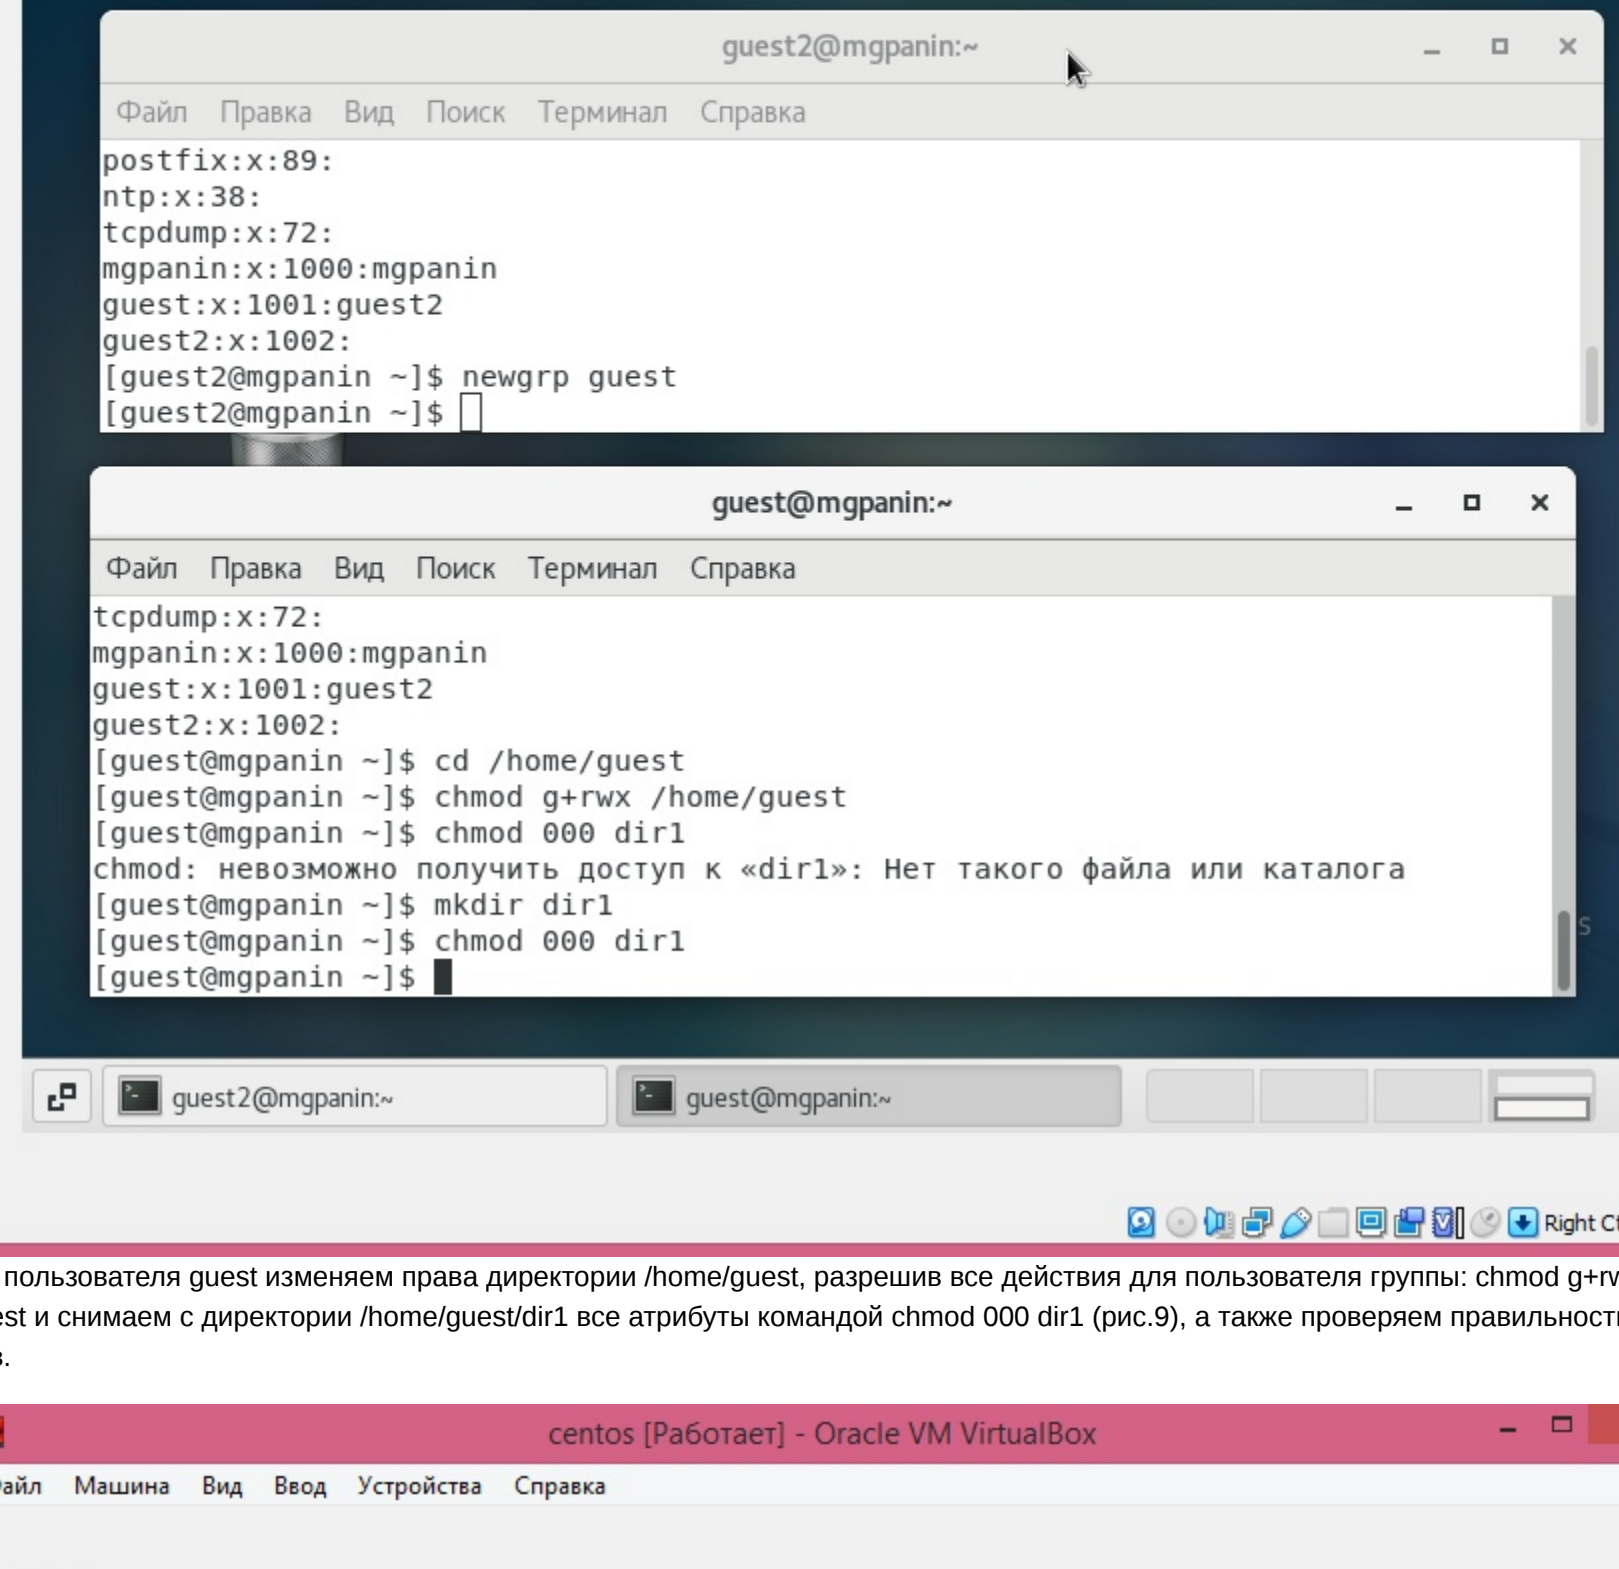 guest2@mgpanin:~
Файл Правка Вид Поиск Терминал Справка
postfix:x:89:
ntp:x:38:
tcpdump:x:72:
mgpanin:x:1000:mgpanin
guest:x:1001:guest2
guest2:x:1002:
[guest2@mgpanin ~]$ newgrp guest
[guest2@mgpanin ~]$
guest@mgpanin:~
Файл Правка Вид Поиск Терминал Справка
tcpdump:x:72:
mgpanin:x:1000:mgpanin
guest:x:1001:guest2
guest2:x:1002:
[guest@mgpanin ~]$ cd /home/guest
[guest@mgpanin ~]$ chmod g+rwx /home/guest
[guest@mgpanin ~]$ chmod 000 dir1
chmod: невозможно получить доступ к «dir1»: Нет такого файла или каталога
[guest@mgpanin ~]$ mkdir dir1
[guest@mgpanin ~]$ chmod 000 dir1
[guest@mgpanin ~]$
guest2@mgpanin:~ guest@mgpanin:~
Right
пользователя guest изменяем права директории /home/guest, разрешив все действия для пользователя группы: chmod
и снимаем с директории /home/guest/dir1 все атрибуты командой chmod 000 dir1 (рис.9), а также проверяем
centos [Работает] - Oracle VM VirtualBox
Машина Вид Ввод Устройства Справка